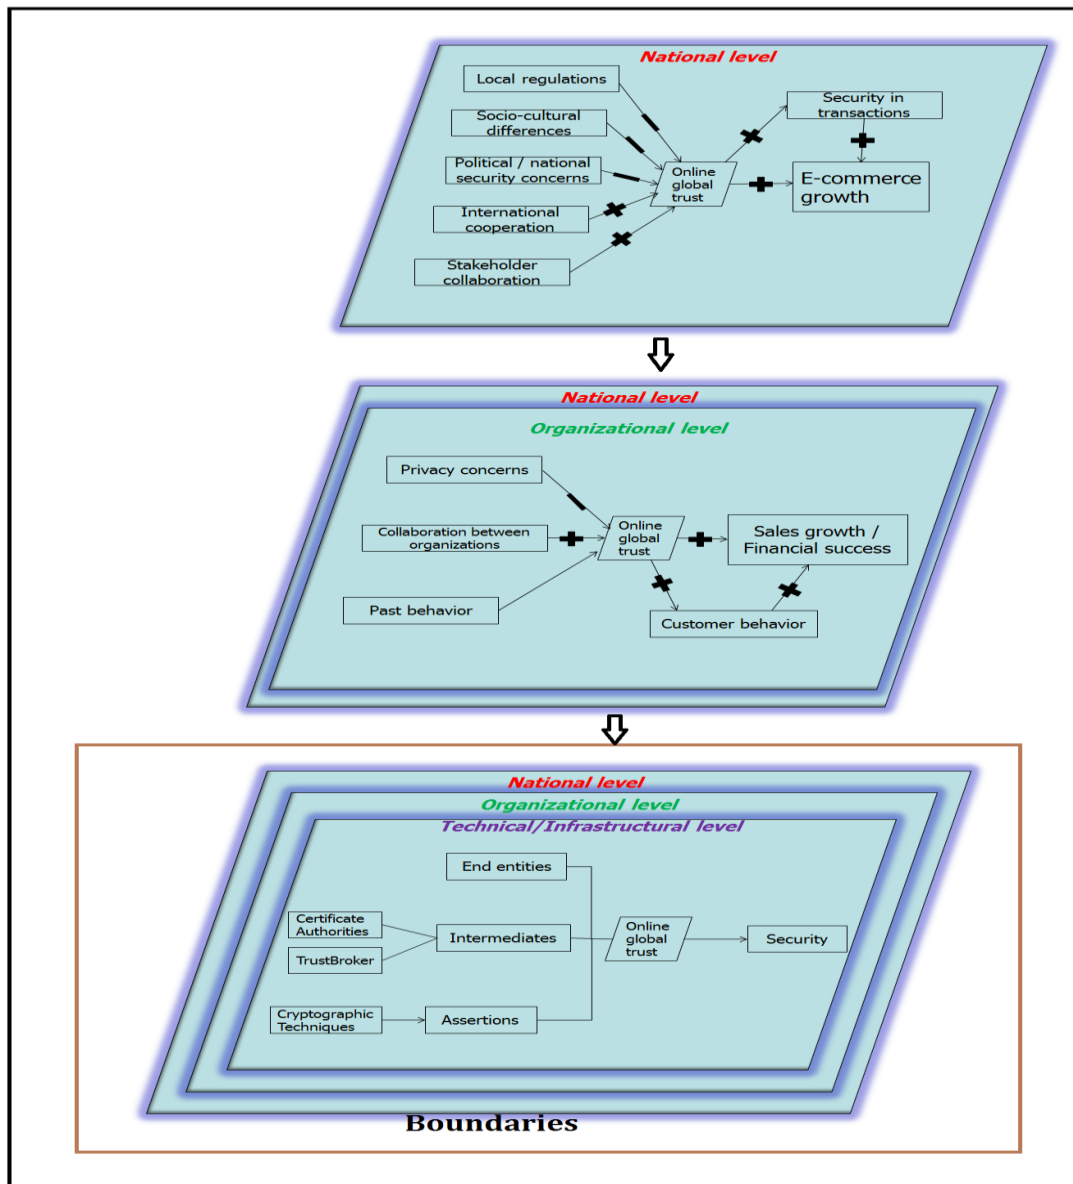 National level
Local regulations
Socio-cultural
differences
Political / national
security concerns
International
cooperation
Stakeholder
collaboration
Online
global
trust
Security in
transactions
E-commerce
growth
National level
Organizational level
Privacy concerns
Collaboration between
organizations
Past behavior
Online
global
trust
Sales growth /
Financial success
Customer behavior
National level
Organizational level
Technical/Infrastructural level
End entities
Certificate
Authorities
TrustBroker
Intermediates
Cryptographic
Techniques
Assertions
Online
global
trust
Security
Boundaries